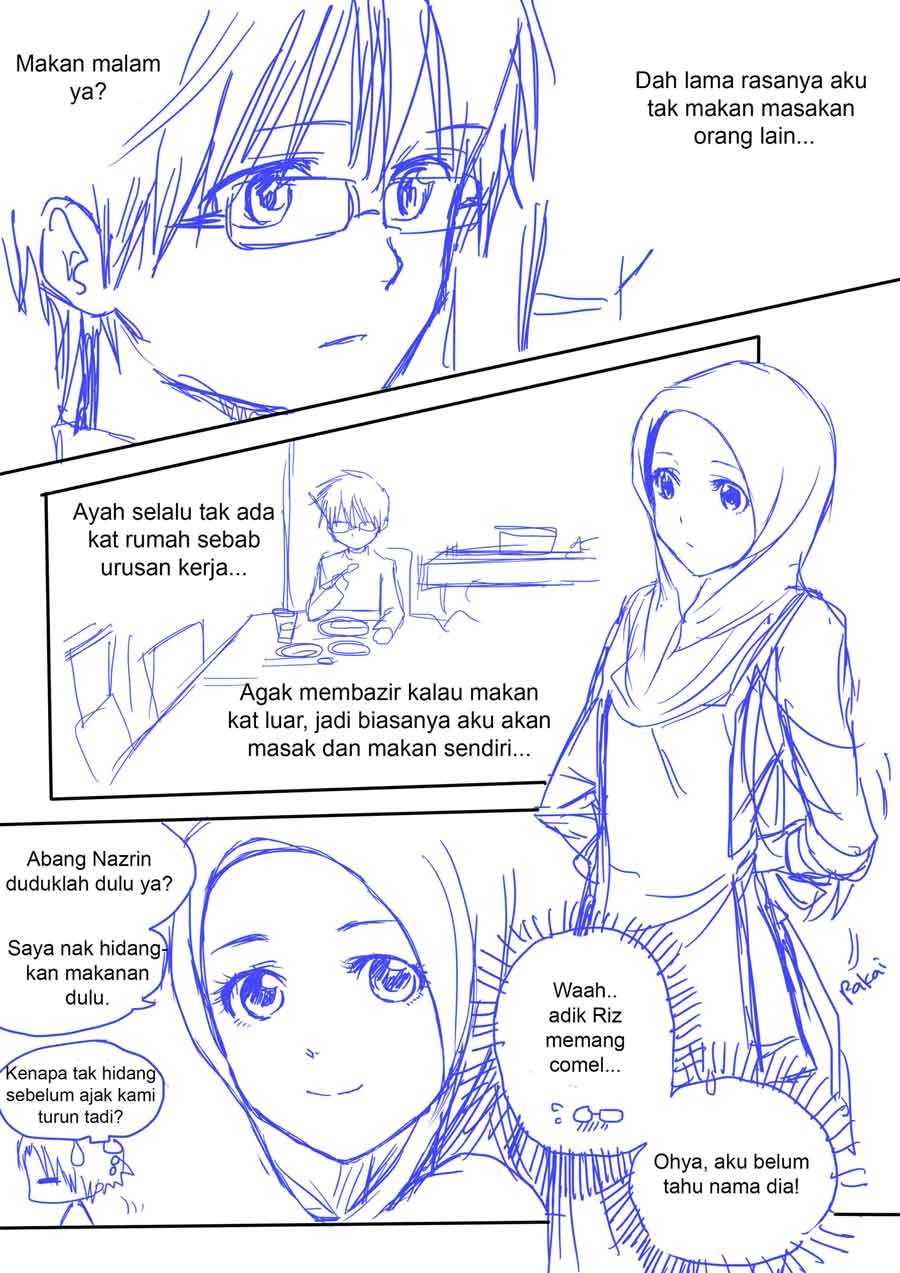 Makan malam
ya?
Dah lama rasanya aku
tak makan masakan
orang lain...
Ayah selalu tak ada
kat rumah sebab
urusan kerja...
Agak membazir kalau makan
kat luar, jadi biasanya aku akan
masak dan makan sendiri...
Abang Nazrin
duduklah dulu ya?
Saya nak hidang-
kan makanan
dulu.
Kenapa tak hidang
sebelum ajak kami
turun tadi?
Pakai
Waah..
adik Riz
memang
comel...
Ohya, aku belum
tahu nama dia!